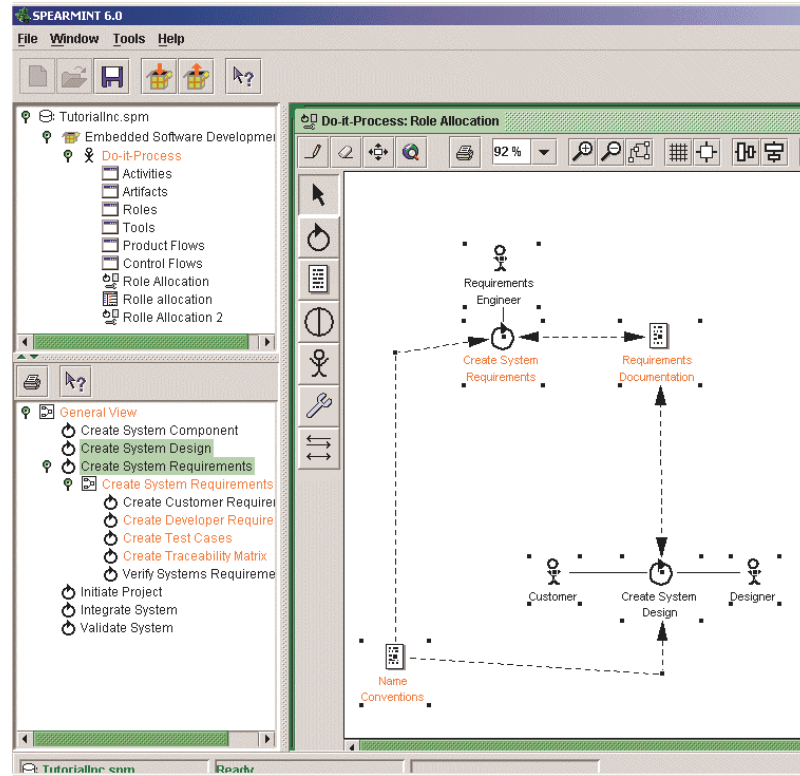 SPEARMINT 6.0
File Window Tools Help
TutorialInc.spm
Embedded Software Developmer
Do-it-Process
Activities
Artifacts
Roles
Tools
Product Flows
Control Flows
Role Allocation
Rolle allocation
Rolle Allocation 2
General View
Create System Component
Create System Design
Create System Requirements
Create System Requirements
Create Customer Requirer
Create Developer Require
Create Test Cases
Create Traceability Matrix
Verify Systems Requireme
Initiate Project
Integrate System
Validate System
Do-it-Process: Role Allocation
92 %
Requirements
Engineer
Create System
Requirements
Requirements
Documentation
Customer
Create System
Design
Designer
Name
Conventions
TutorialInc.spm
Ready